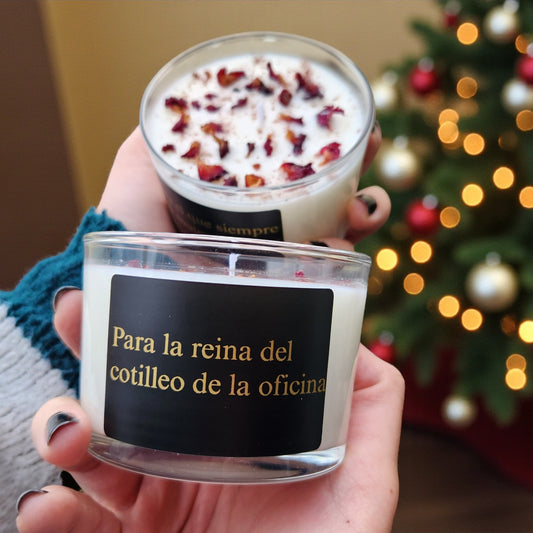 siempre
Para la reina del
cotilleo de la oficina